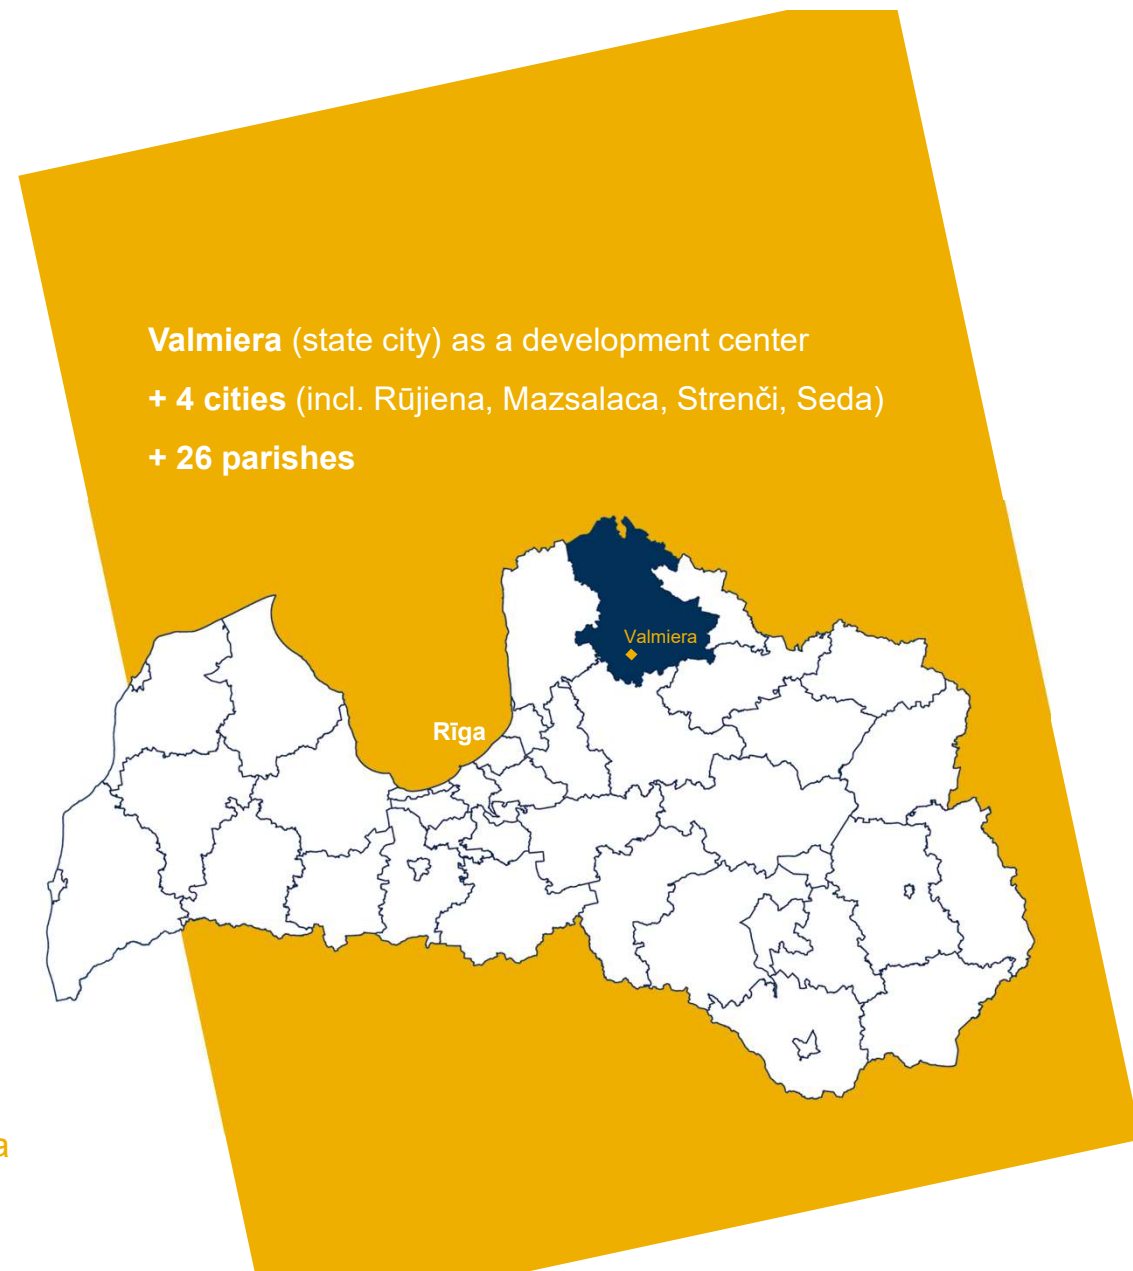 Valmiera (state city) as a development center
+ 4 cities (incl. Rūjiena, Mazsalaca, Strenči, Seda)
+ 26 parishes
Valmiera
Rīga
a